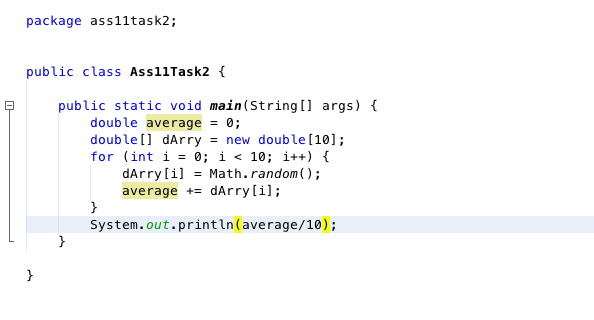 package ass11task2;
public class Ass11Task2 {
public static void main(String[] args) {
double average = 0;
double[] dArry = new double[10];
for (int i = 0; i < 10; i++) {
dArry[i] = Math.random();
average += dArry[i];
}
System.out.println(average/10);
}
}